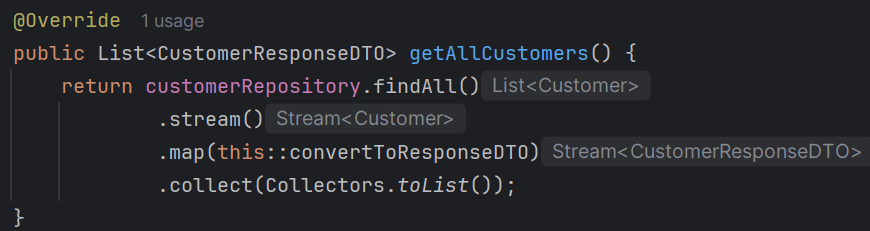 @Override 1 usage
public List<CustomerResponseDTO> getAllCustomers() {
return customerRepository.findAll() List<Customer>
.stream() Stream<Customer>
.map(this::convertToResponseDTO) Stream<CustomerResponseDTO>
.collect(Collectors.toList());
}